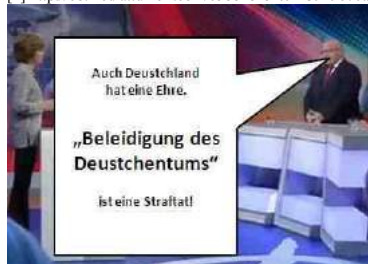 Auch Deustchland
hat eine Ehre.
„Beleidigung des
Deustchentums“
ist eine Straftat!